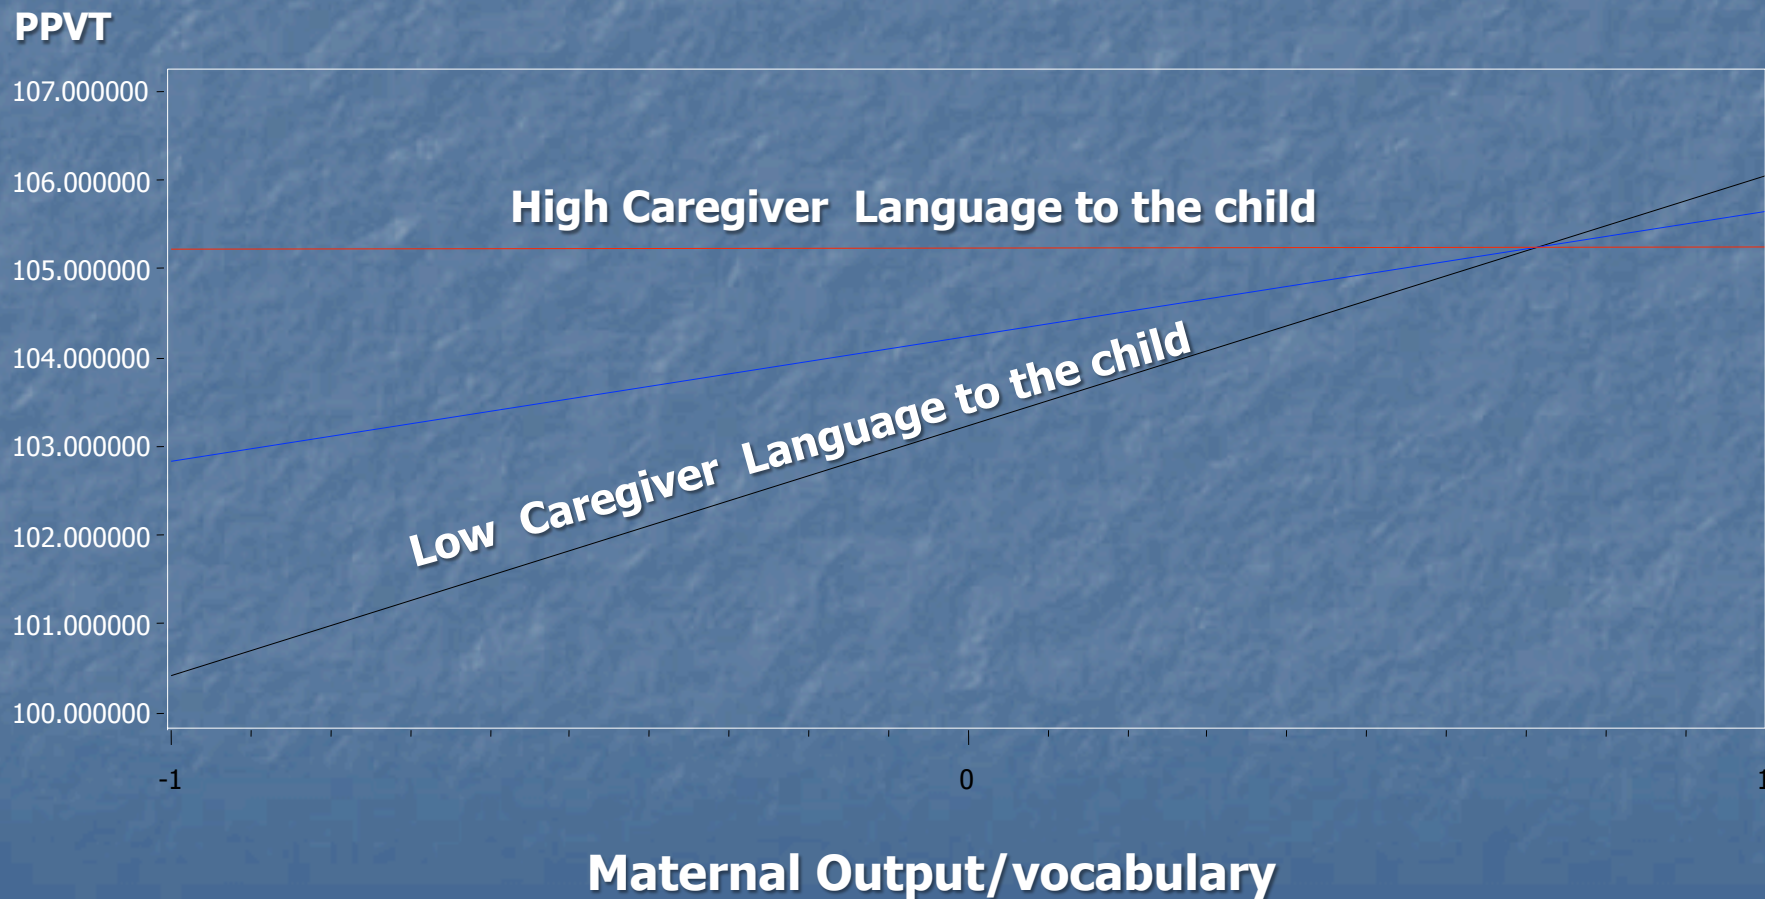 PPVT
107.000000
106.000000
High Caregiver  Language to the child
105.000000
104.000000
Low  Caregiver  Language to the child
103.000000
102.000000
101.000000
100.000000
-1 0 1
Maternal Output/vocabulary